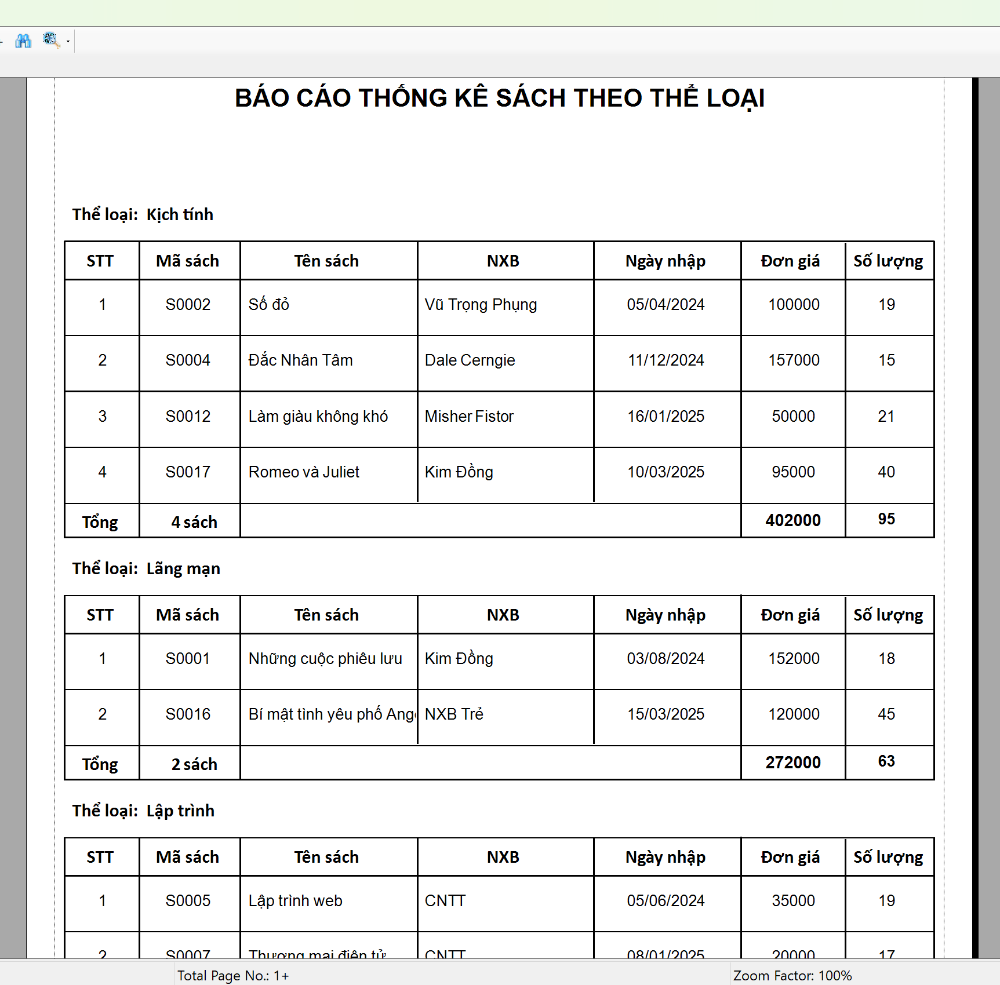 BÁO CÁO THỐNG KÊ SÁCH THEO THỂ LOẠI
Thể loại: Kịch tính
STT Mã sách Tên sách NXB Ngày nhập Đơn giá Số lượng
1 S0002 Số đỏ Vũ Trọng Phụng 05/04/2024 100000 19
2 S0004 Đắc Nhân Tâm Dale Cerngie 11/12/2024 157000 15
3 S0012 Làm giàu không khó Misher Fistor 16/01/2025 50000 21
4 S0017 Romeo và Juliet Kim Đồng 10/03/2025 95000 40
Tổng 4 sách 402000 95
Thể loại: Lãng mạn
STT Mã sách Tên sách NXB Ngày nhập Đơn giá Số lượng
1 S0001 Những cuộc phiêu lưu Kim Đồng 03/08/2024 152000 18
2 S0016 Bí mật tình yêu phố NXB Trẻ 15/03/2025 120000 45
Tổng 2 sách 272000 63
Thể loại: Lập trình
STT Mã sách Tên sách NXB Ngày nhập Đơn giá Số lượng
1 S0005 Lập trình web CNTT 05/06/2024 35000 19
2 S0007 Thương mại điện tử CNTT 08/01/2025 20000 17
Total Page No.: 1+
Zoom Factor: 100%